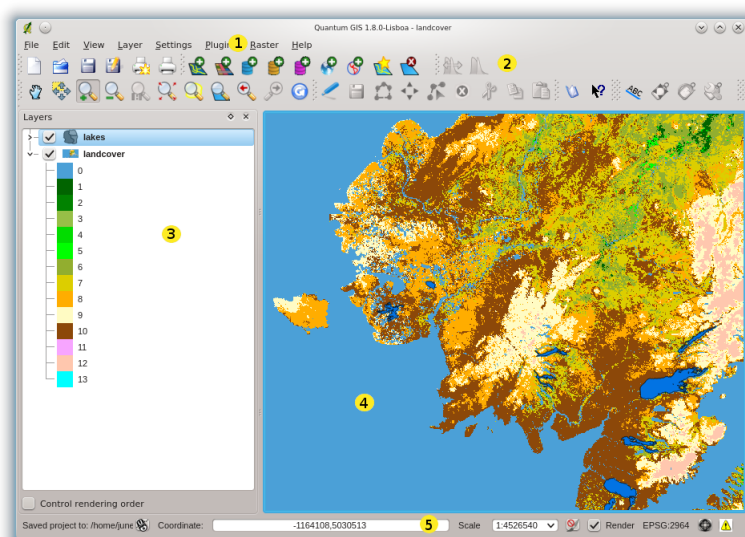 Quantum GIS 1.8.0-Lisboa - landcover
File Edit View Layer Settings Plugin 1 Raster Help
2
ABC
Layers
lakes
landcover
0
1
2
3
4
5
6
7
8
9
10
11
12
13
3
4
Control rendering order
Saved project to: /home/june Coordinate: -1164108,5030513 5 Scale 1:4526540 Render EPSG:2964